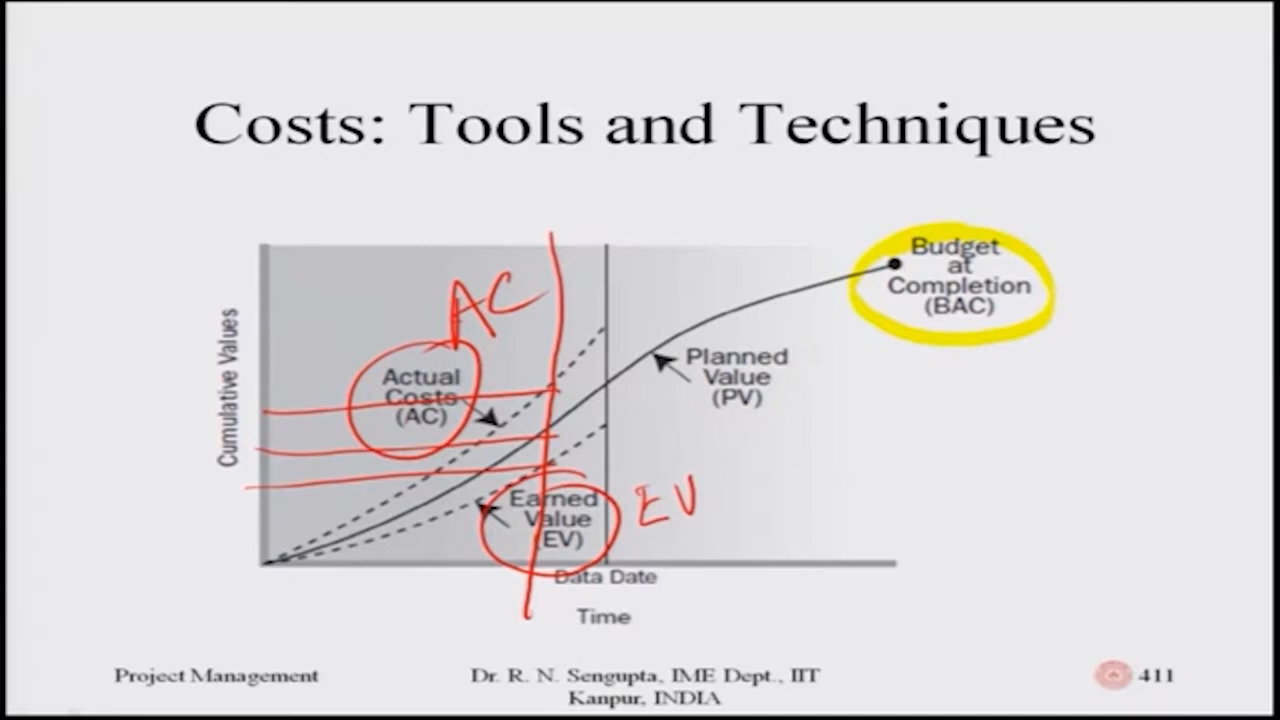 Costs: Tools and Techniques
Cumulative Values
AC
Actual
Costs
(AC)
Budget
at
Completion
(BAC)
Planned
Value
(PV)
Earned
Value
(EV)
EV
Data Date
Time
Project Management
Dr. R. N. Sengupta, IME Dept., IIT
Kanpur, INDIA
411